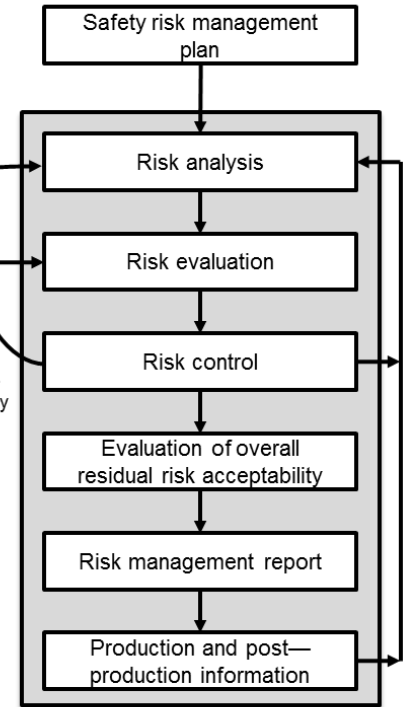 Safety risk management
plan
Risk analysis
Risk evaluation
Risk control
Evaluation of overall
residual risk acceptability
Risk management report
Production and post—
production information